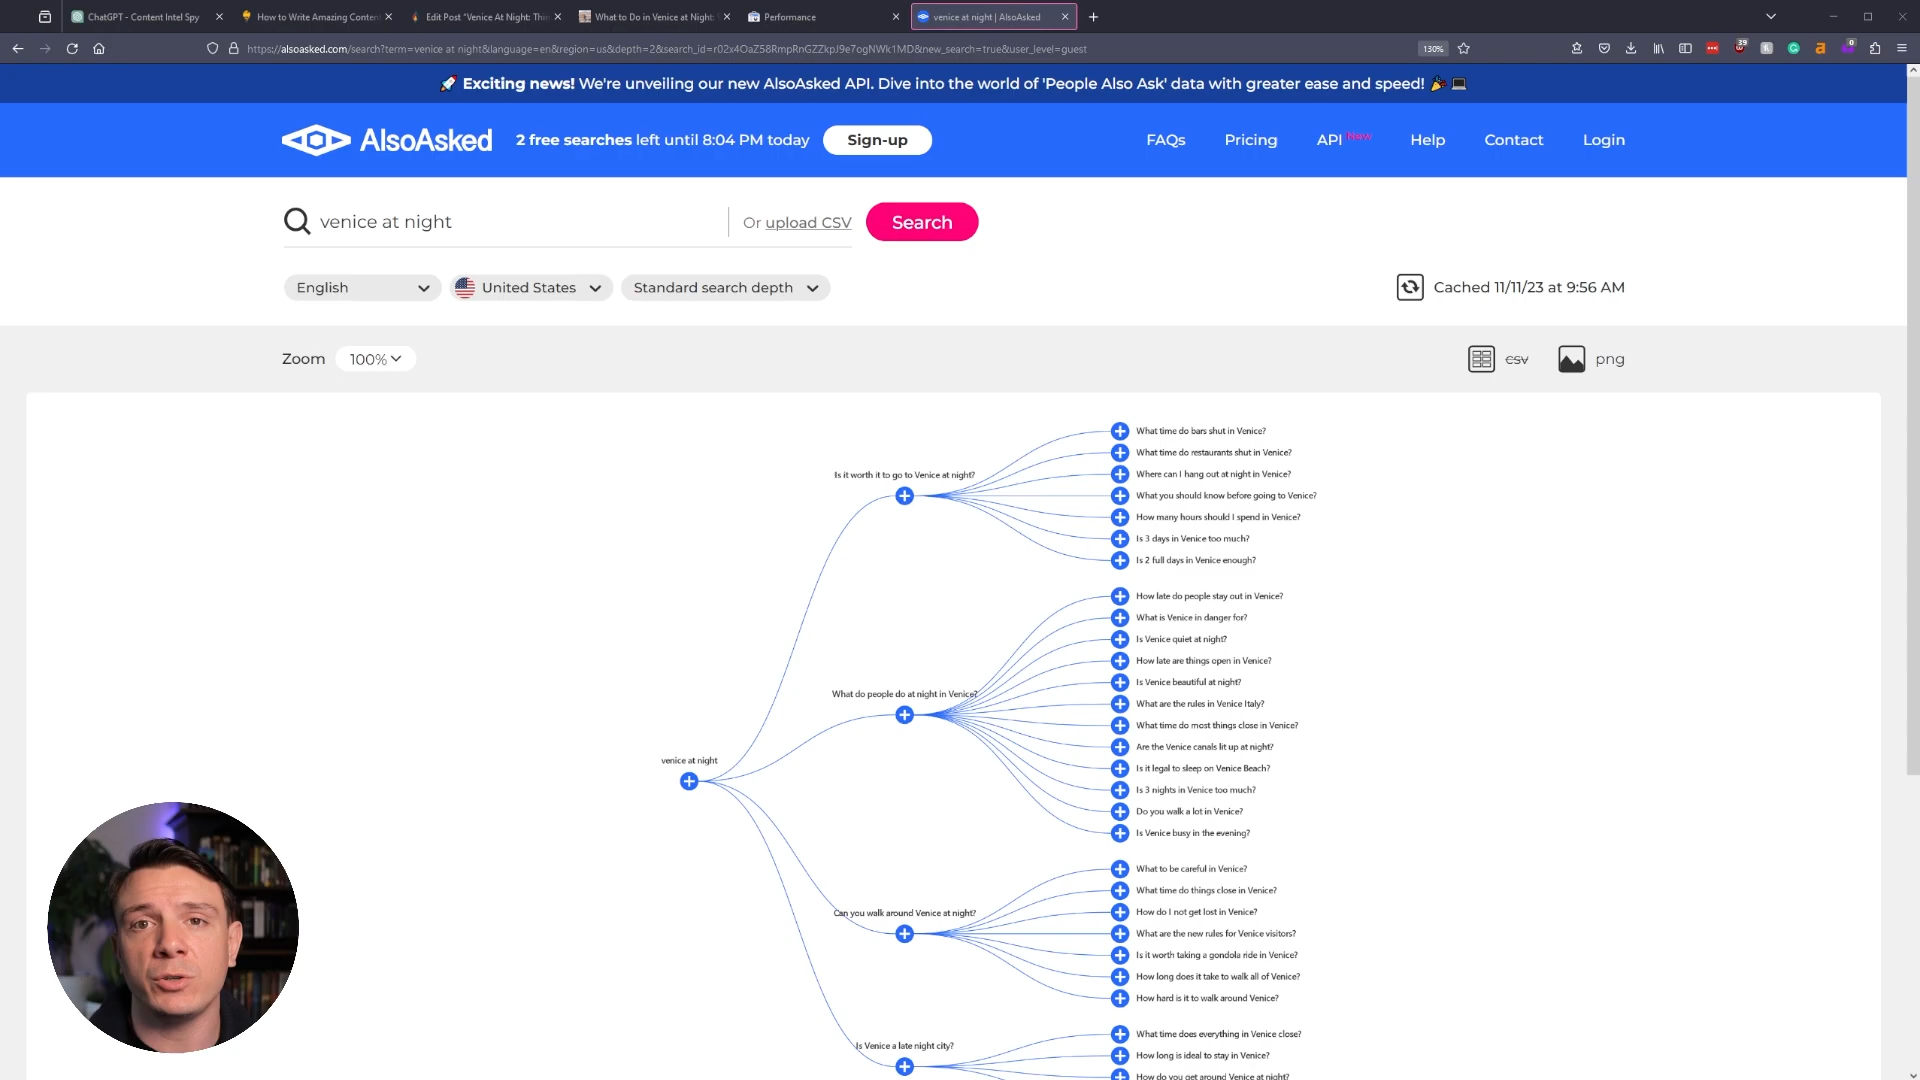 ChatGPT - Content Intel Spy
How to Write Amazing Conten
Edit Post "Venice At Night: Thi
What to Do in Venice at Night:
Performance
venice at night | AlsoAsked
https://alsoasked.com/search?term=venice at night&language=en&region=us&depth=2&search_id=r02x4OaZ58RmpRnGZZkpJ9e7ogNWk1MD&new_search=true&user_level=guest
130%
39
0
Exciting news! We're unveiling our new AlsoAsked API. Dive into the world of 'People Also Ask' data with greater ease and speed!
AlsoAsked
2 free searches left until 8:04 PM today
Sign-up
FAQs
Pricing
API New
Help
Contact
Login
venice at night
Or upload CSV
Search
English
United States
Standard search depth
Cached 11/11/23 at 9:56 AM
Zoom
100%
csv
png
venice at night
Is it worth it to go to Venice at night?
What time do bars shut in Venice?
What time do restaurants shut in Venice?
Where can I hang out at night in Venice?
What you should know before going to Venice?
How many hours should I spend in Venice?
Is 3 days in Venice too much?
Is 2 full days in Venice enough?
What do people do at night in Venice?
How late do people stay out in Venice?
What is Venice in danger for?
Is Venice quiet at night?
How late are things open in Venice?
Is Venice beautiful at night?
What are the rules in Venice Italy?
What time do most things close in Venice?
Are the Venice canals lit up at night?
Is it legal to sleep on Venice Beach?
Is 3 nights in Venice too much?
Do you walk a lot in Venice?
Is Venice busy in the evening?
Can you walk around Venice at night?
What to be careful in Venice?
What time do things close in Venice?
How do I not get lost in Venice?
What are the new rules for Venice visitors?
Is it worth taking a gondola ride in Venice?
How long does it take to walk all of Venice?
How hard is it to walk around Venice?
Is Venice a late night city?
What time does everything in Venice close?
How long is ideal to stay in Venice?
How do you get around Venice at night?